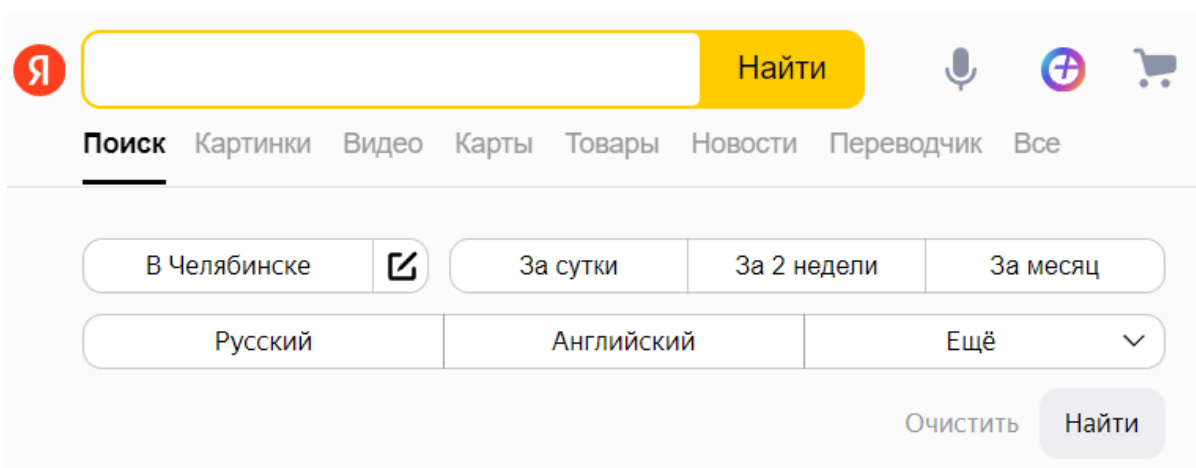 Я Найти
Поиск Картинки Видео Карты Товары Новости Переводчик Все
В Челябинске За сутки За 2 недели За месяц
Русский Английский Ещё
Очистить Найти